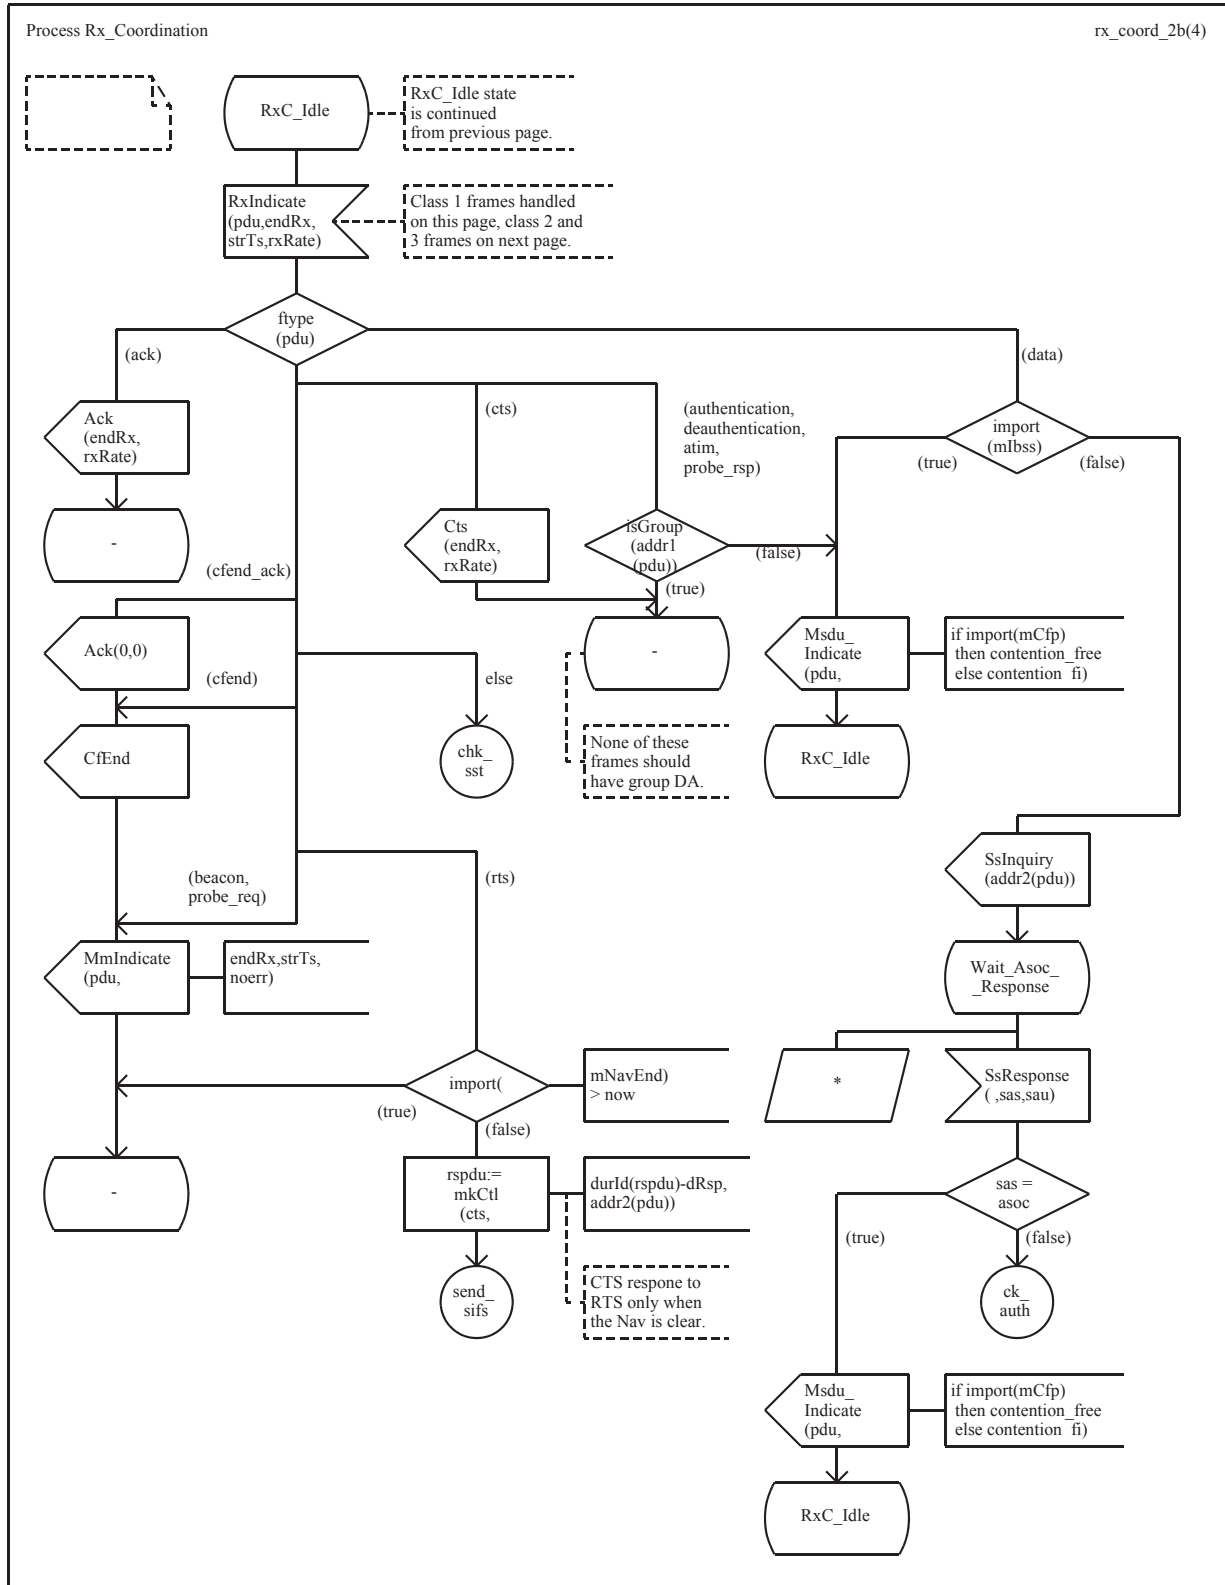 Process Rx_Coordination
rx_coord_2b(4)
RxC_Idle
RxC_Idle state
is continued
from previous page.
RxIndicate
(pdu,endRx,
strTs,rxRate)
Class 1 frames handled
on this page, class 2 and
3 frames on next page.
ftype
(pdu)
(ack)
(data)
Ack
(endRx,
rxRate)
(cts)
(authentication,
deauthentication,
atim,
probe_rsp)
import
(mIbss)
(true)
(false)
-
Cts
(endRx,
rxRate)
isGroup
(addr1
(pdu))
(false)
(true)
(cfend_ack)
Ack(0,0)
(cfend)
-
Msdu_
Indicate
(pdu,
if import(mCfp)
then contention_free
else contention_fi)
else
CfEnd
chk_
sst
None of these
frames should
have group DA.
RxC_Idle
(beacon,
probe_req)
(rts)
SsInquiry
(addr2(pdu))
MmIndicate
(pdu,
endRx,strTs,
noerr)
Wait_Asoc_
_Response
import(
mNavEnd)
> now
(true)
(false)
*
SsResponse
( ,sas,sau)
-
rspdu:=
mkCtl
(cts,
durId(rspdu)-dRsp,
addr2(pdu))
sas =
asoc
(true)
(false)
send_
sifs
CTS respone to
RTS only when
the Nav is clear.
ck_
auth
Msdu_
Indicate
(pdu,
if import(mCfp)
then contention_free
else contention_fi)
RxC_Idle